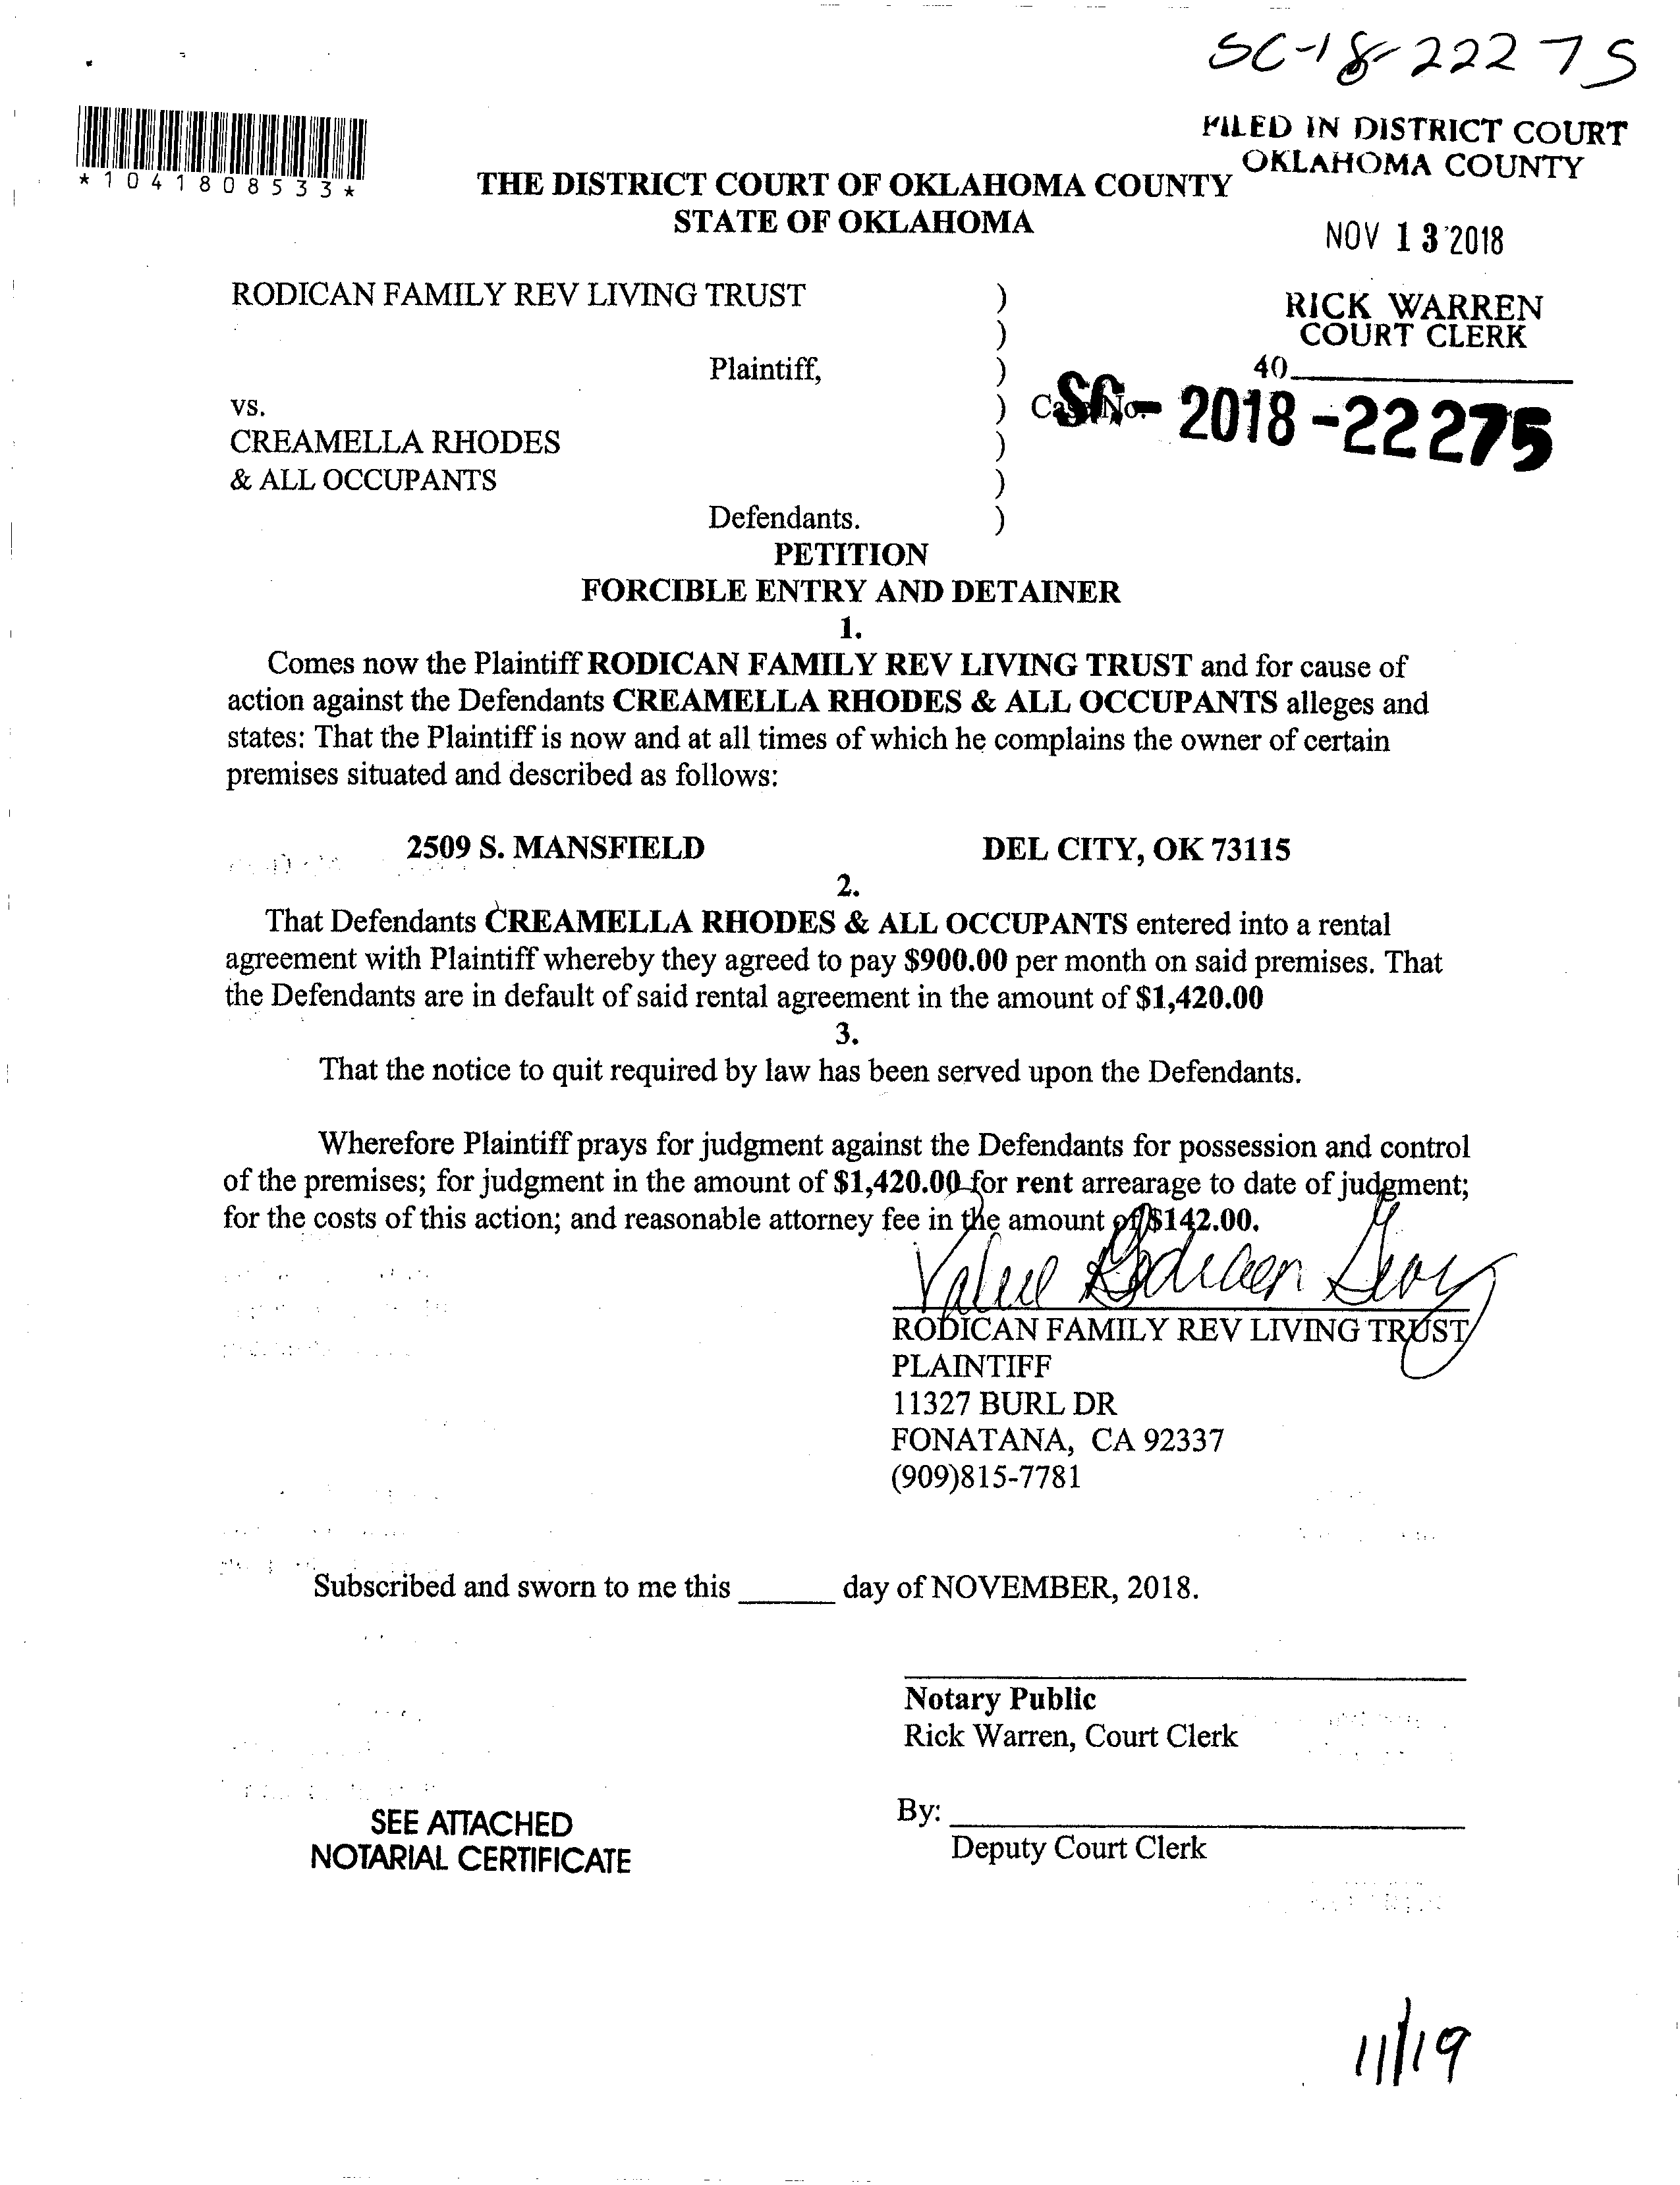 SC-18-22275
FILED IN DISTRICT COURT
OKLAHOMA COUNTY
*1041808533*
THE DISTRICT COURT OF OKLAHOMA COUNTY
STATE OF OKLAHOMA
NOV 13 2018
RODICAN FAMILY REV LIVING TRUST )
)
RICK WARREN
COURT CLERK
40
Plaintiff, )
vs. ) Case No. SC-2018-22275
CREAMELLA RHODES )
& ALL OCCUPANTS )
Defendants. )
PETITION
FORCIBLE ENTRY AND DETAINER
1.
Comes now the Plaintiff RODICAN FAMILY REV LIVING TRUST and for cause of
action against the Defendants CREAMELLA RHODES & ALL OCCUPANTS alleges and
states: That the Plaintiff is now and at all times of which he complains the owner of certain
premises situated and described as follows:
2509 S. MANSFIELD DEL CITY, OK 73115
2.
That Defendants CREAMELLA RHODES & ALL OCCUPANTS entered into a rental
agreement with Plaintiff whereby they agreed to pay $900.00 per month on said premises. That
the Defendants are in default of said rental agreement in the amount of $1,420.00
3.
That the notice to quit required by law has been served upon the Defendants.
Wherefore Plaintiff prays for judgment against the Defendants for possession and control
of the premises; for judgment in the amount of $1,420.00 for rent arrearage to date of judgment;
for the costs of this action; and reasonable attorney fee in the amount of $142.00.
Rodican
RODICAN FAMILY REV LIVING TRUST
PLAINTIFF
11327 BURL DR
FONATANA, CA 92337
(909)815-7781
Subscribed and sworn to me this ______ day of NOVEMBER, 2018.
Notary Public
Rick Warren, Court Clerk
By:
Deputy Court Clerk
SEE ATTACHED
NOTARIAL CERTIFICATE
11/19